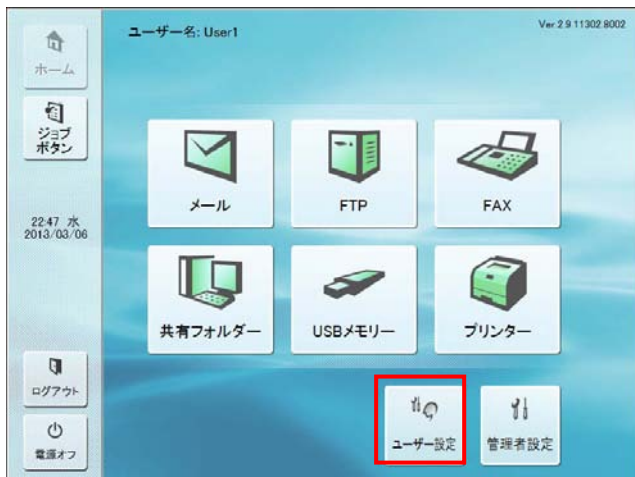 ユーザー名: User1
Ver 2.9.11302.8002
ホーム
ジョブ
ボタン
22:47 水
2013/03/06
メール
FTP
FAX
共有フォルダー
USBメモリー
プリンター
ログアウト
電源オフ
ユーザー設定
管理者設定